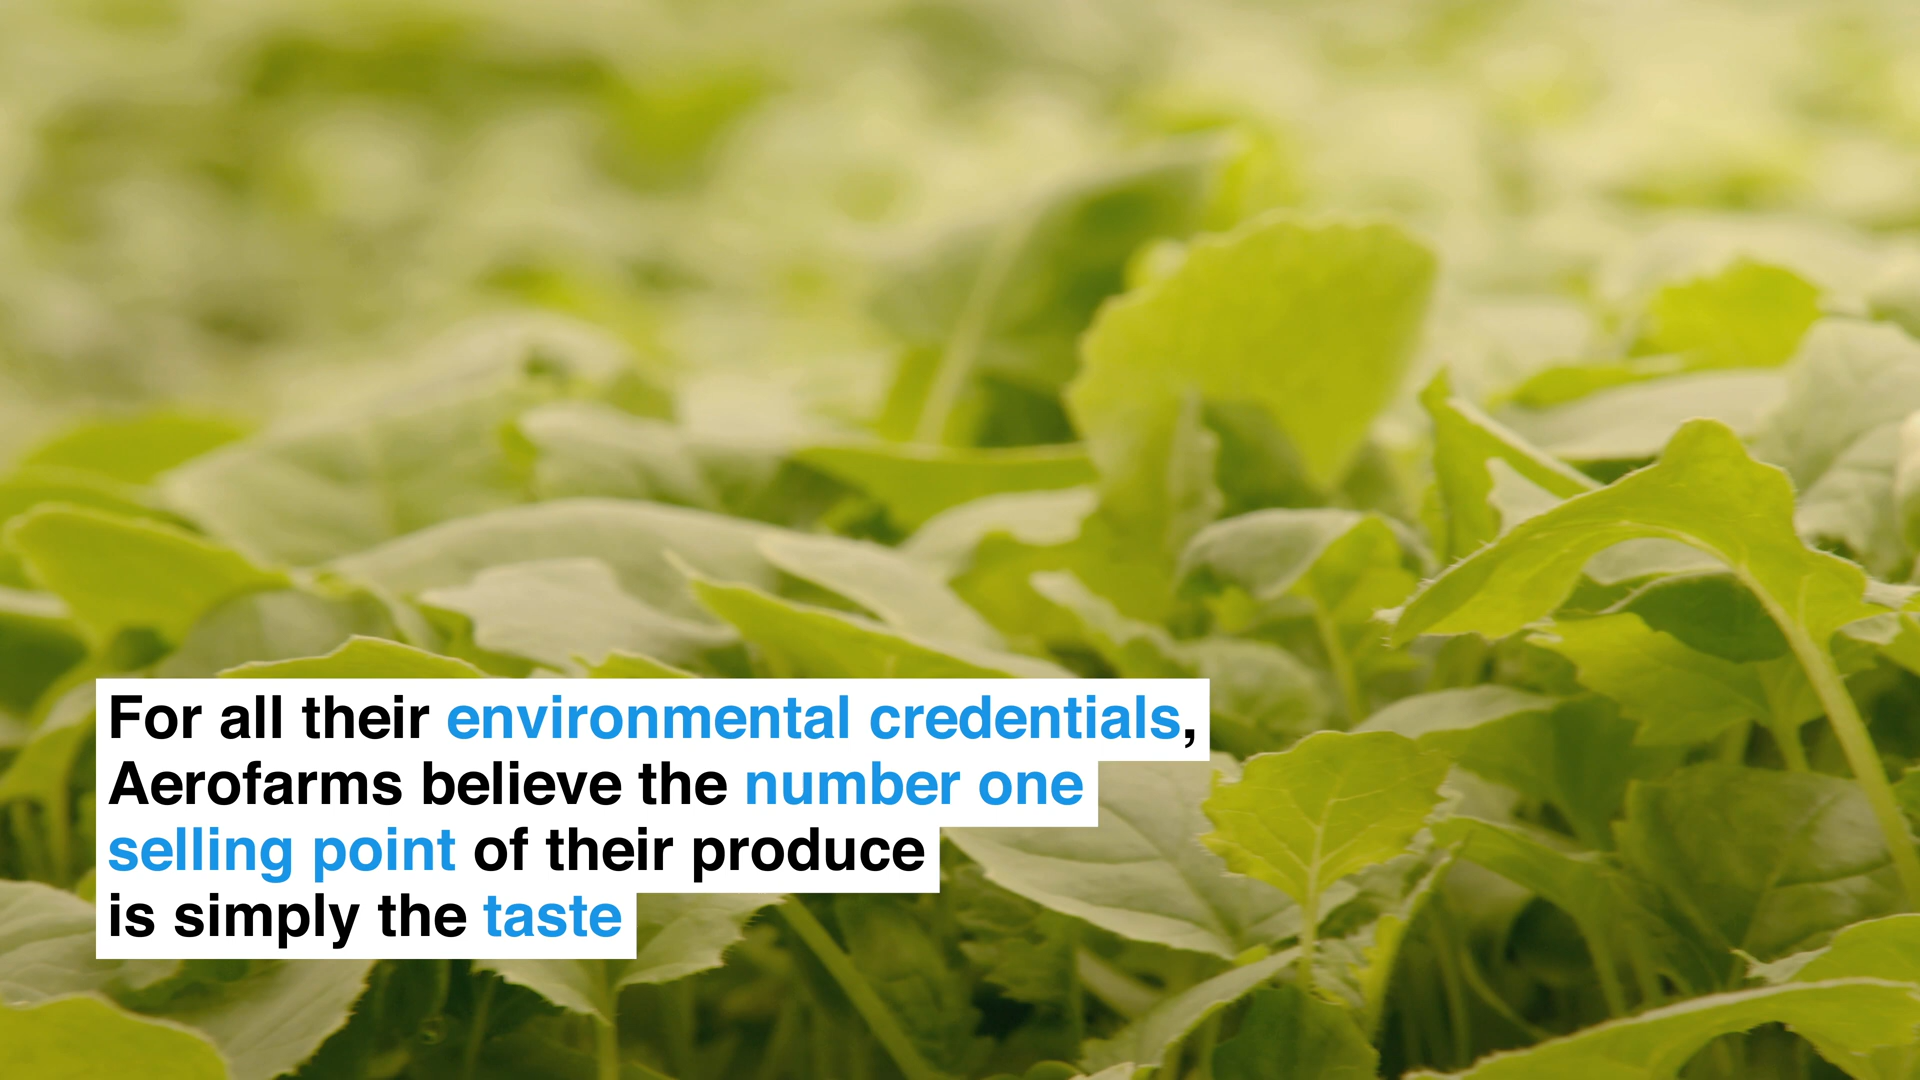 For all their environmental credentials,
Aerofarms believe the number one
selling point of their produce
is simply the taste